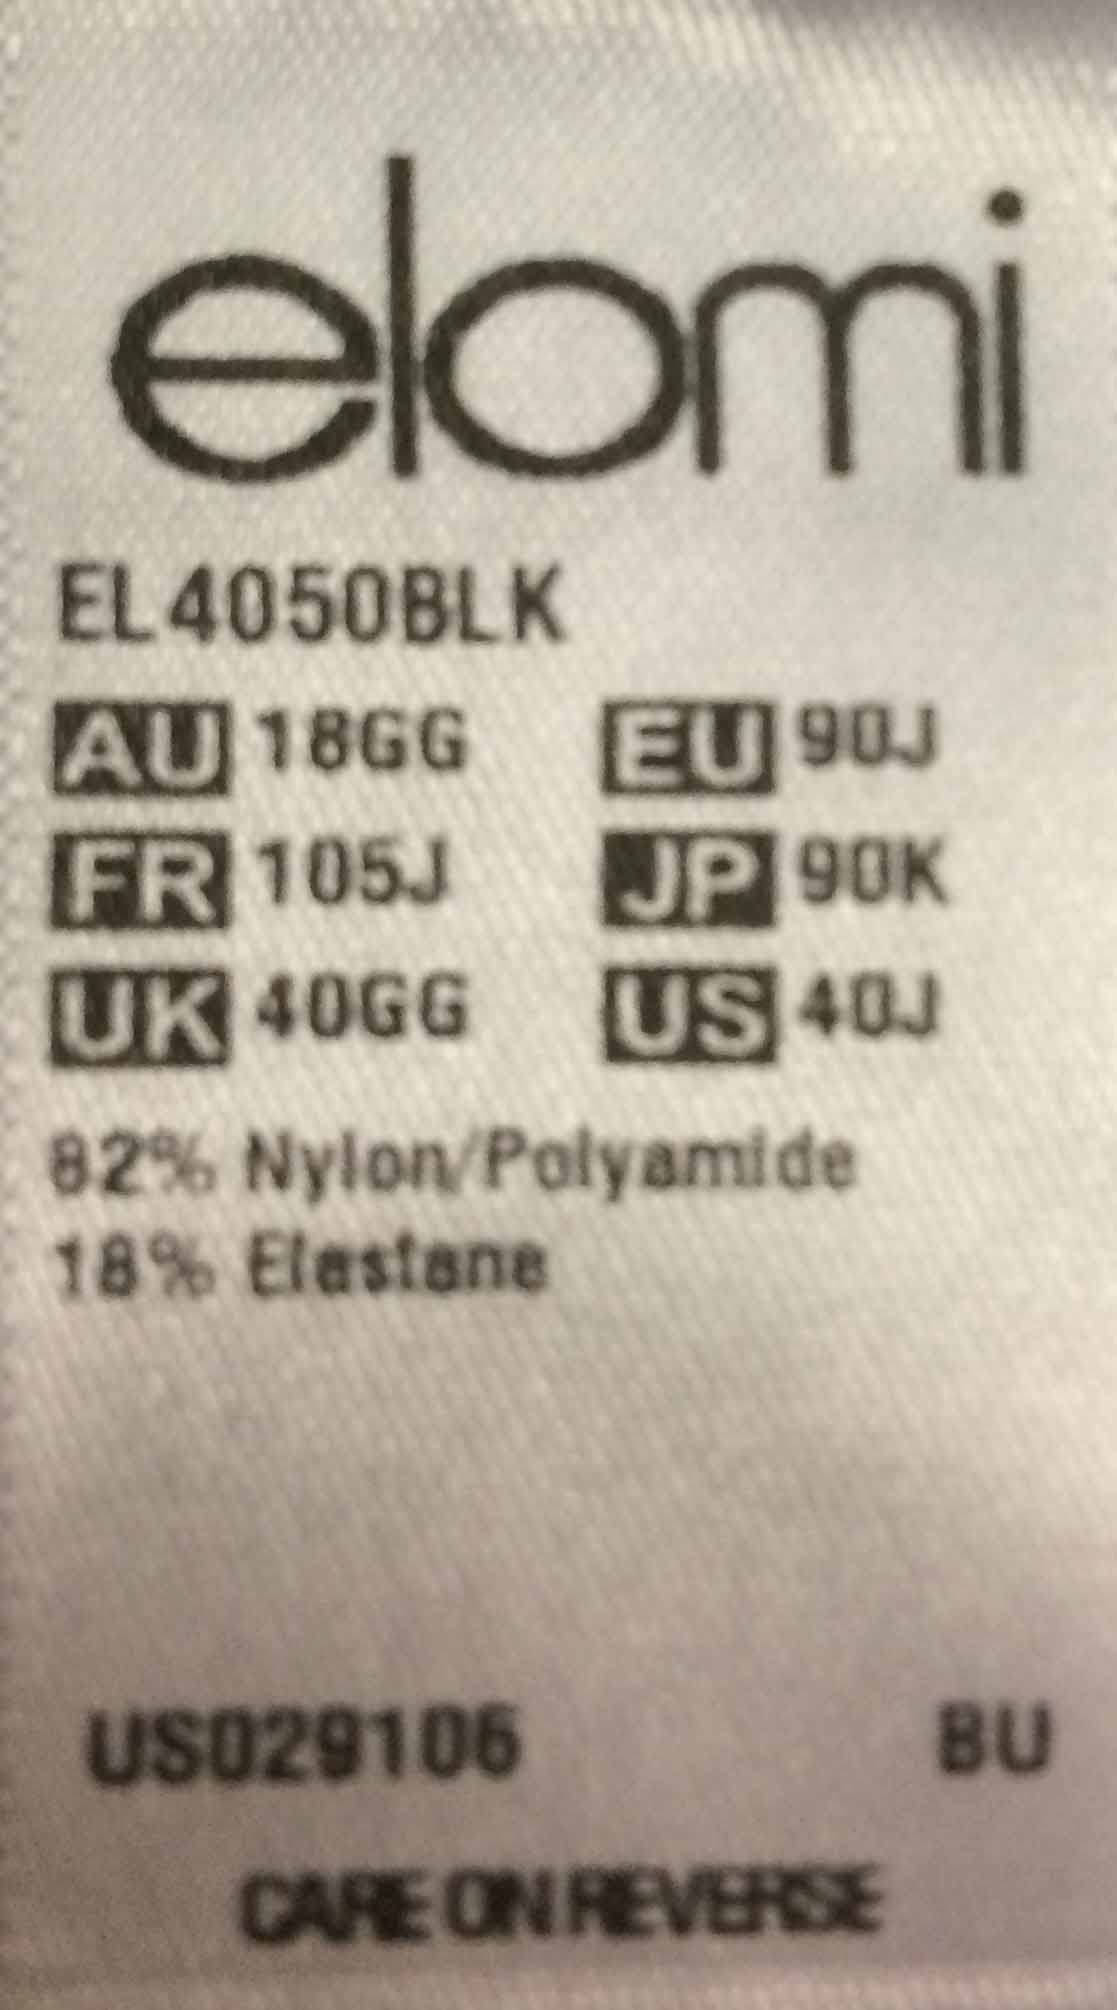 elomi
EL4050BLK
AU 18GG EU 90J
FR 105J JP 90K
UK 40GG US 40J
82% Nylon/Polyamide
18% Elastane
US029106 BU
CARE ON REVERSE